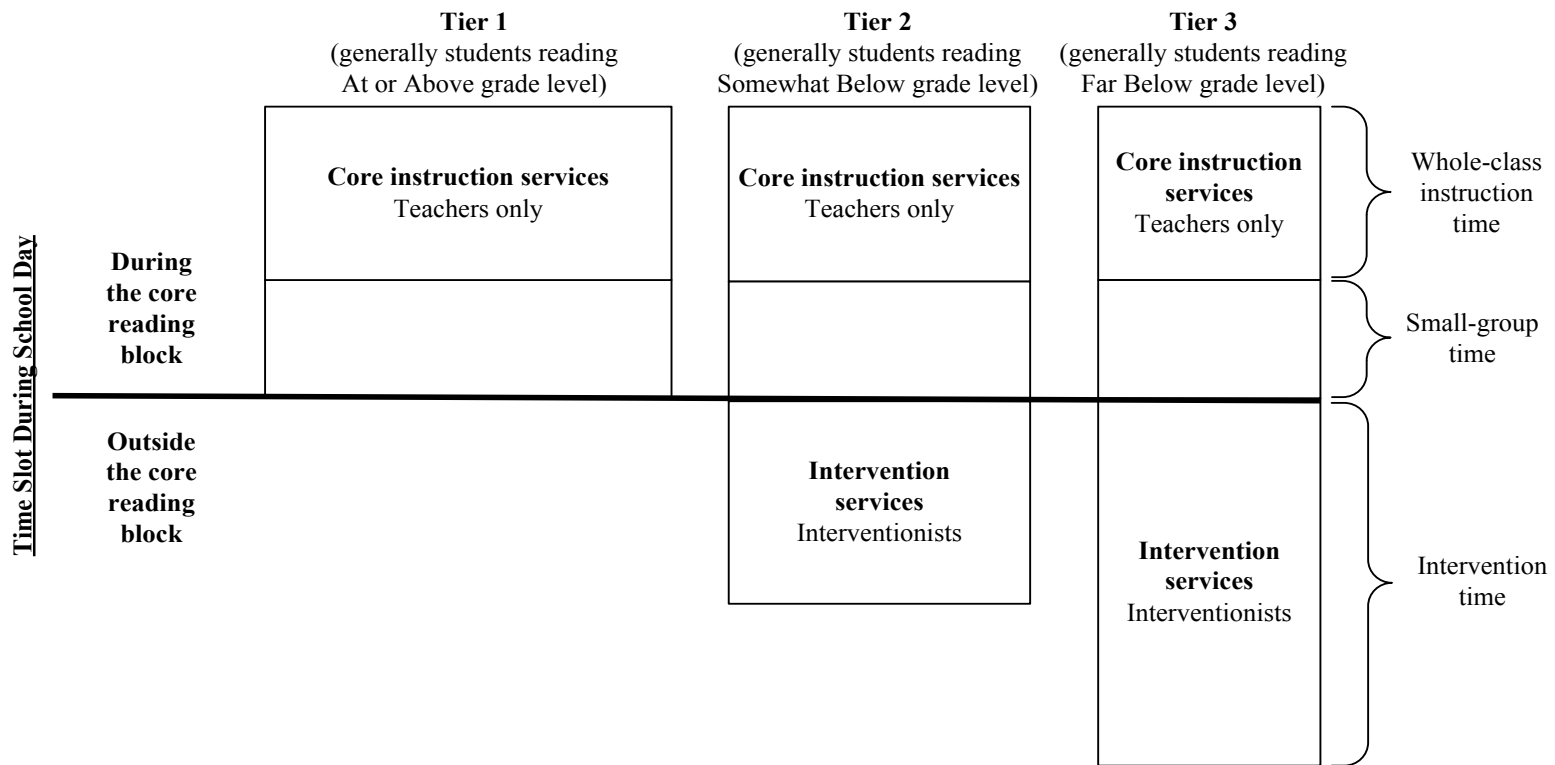 Tier 1
(generally students reading
At or Above grade level)
Tier 2
(generally students reading
Somewhat Below grade level)
Tier 3
(generally students reading
Far Below grade level)
Time Slot During School Day
During
the core
reading
block
Core instruction services
Teachers only
Core instruction services
Teachers only
Core instruction
services
Teachers only
Whole-class
instruction
time
Small-group
time
Outside
the core
reading
block
Intervention
services
Interventionists
Intervention
services
Interventionists
Intervention
time